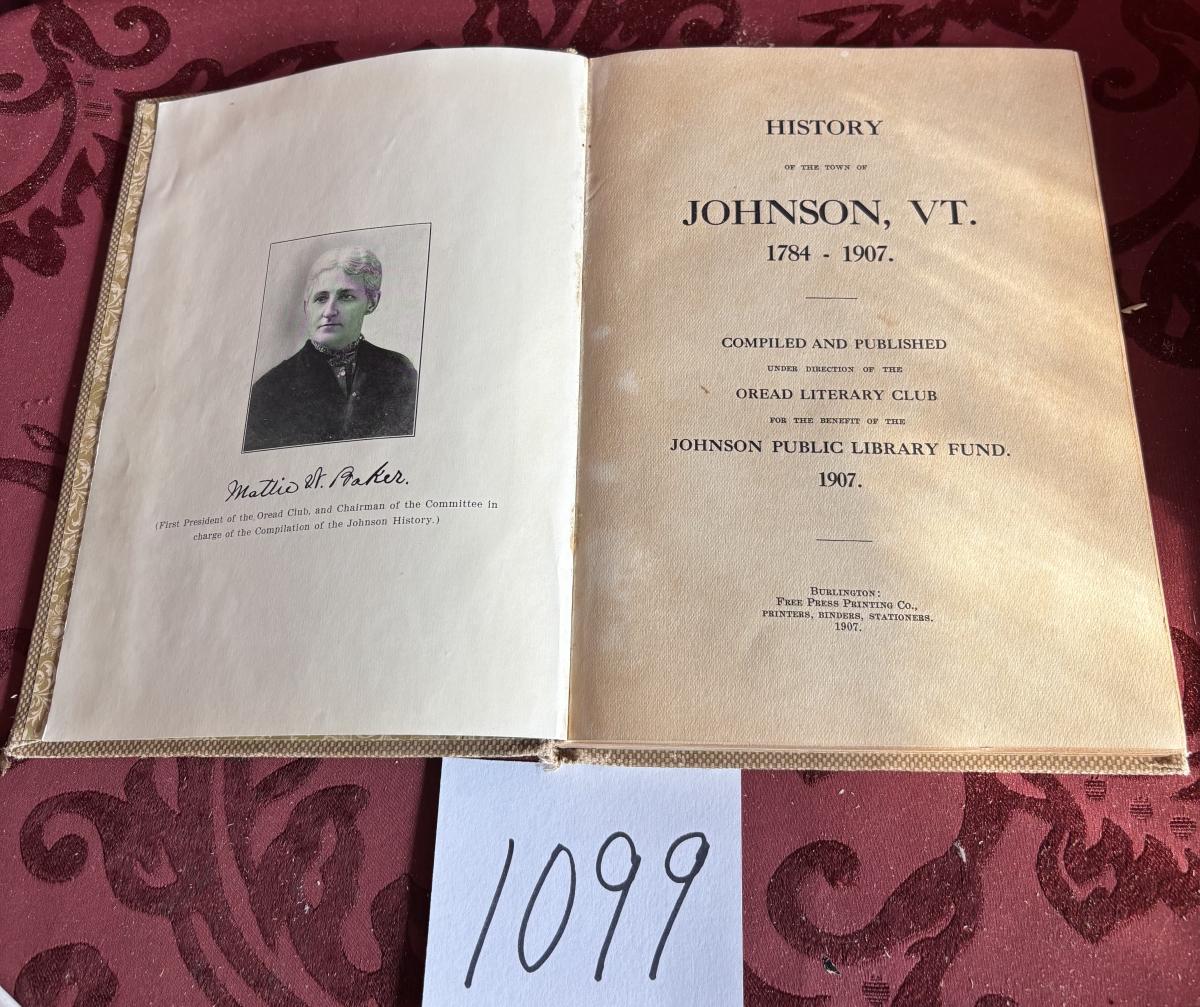 Mattie W. Baker.
(First President of the Oread Club, and Chairman of the Committee in
charge of the Compilation of the Johnson History.)
HISTORY
OF THE TOWN OF
JOHNSON, VT.
1784 - 1907.
COMPILED AND PUBLISHED
UNDER DIRECTION OF THE
OREAD LITERARY CLUB
FOR THE BENEFIT OF THE
JOHNSON PUBLIC LIBRARY FUND.
1907.
BURLINGTON:
FREE PRESS PRINTING CO.,
PRINTERS, BINDERS, STATIONERS.
1907.
1099